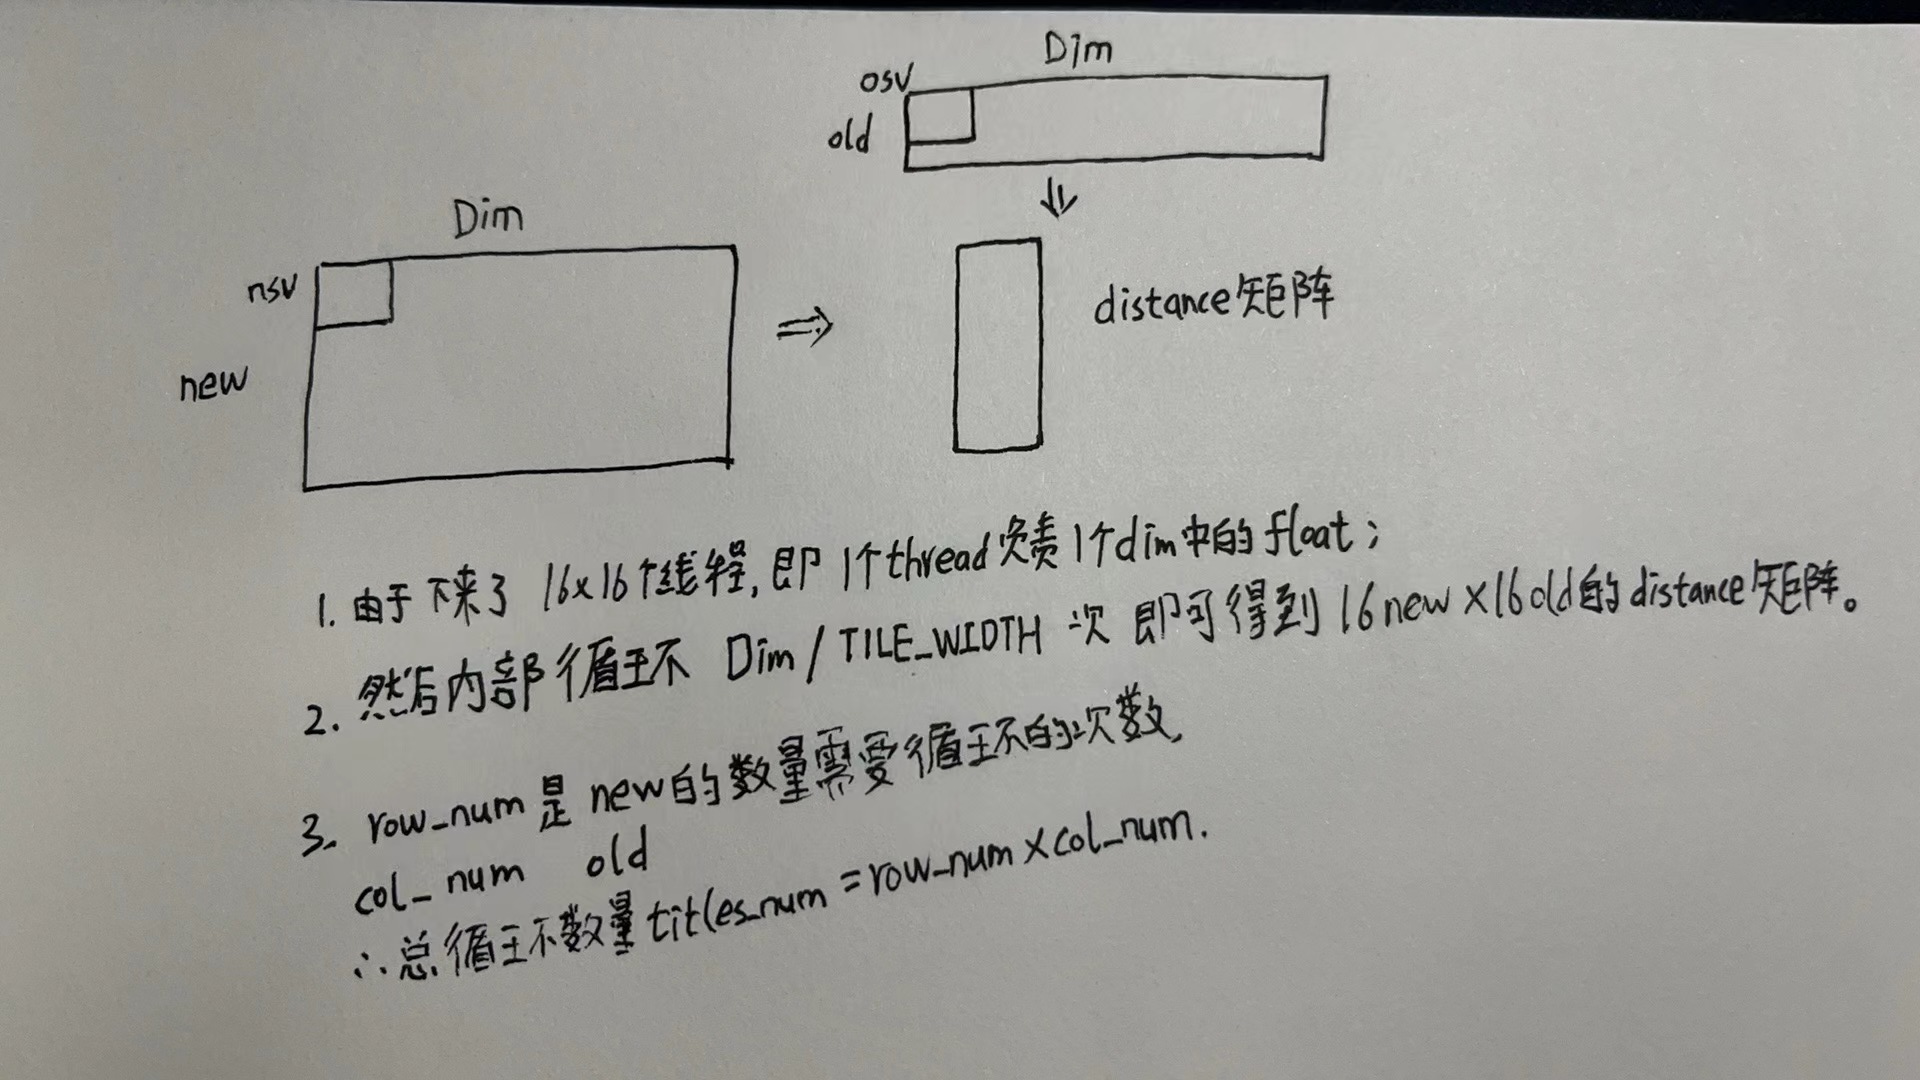 Dim
osv
old
Dim
nsv
new
distance矩阵
1. 由于下来了 16x16个线程, 即 1个thread负责1个dim中的float;
2. 然后内部循环 Dim / TILE_WIDTH 次 即可得到 16new×16old的distance矩阵。
3. row_num 是 new的数量需要循环的次数,
col_num old
∴总循环数量 titles_num = row_num × col_num.